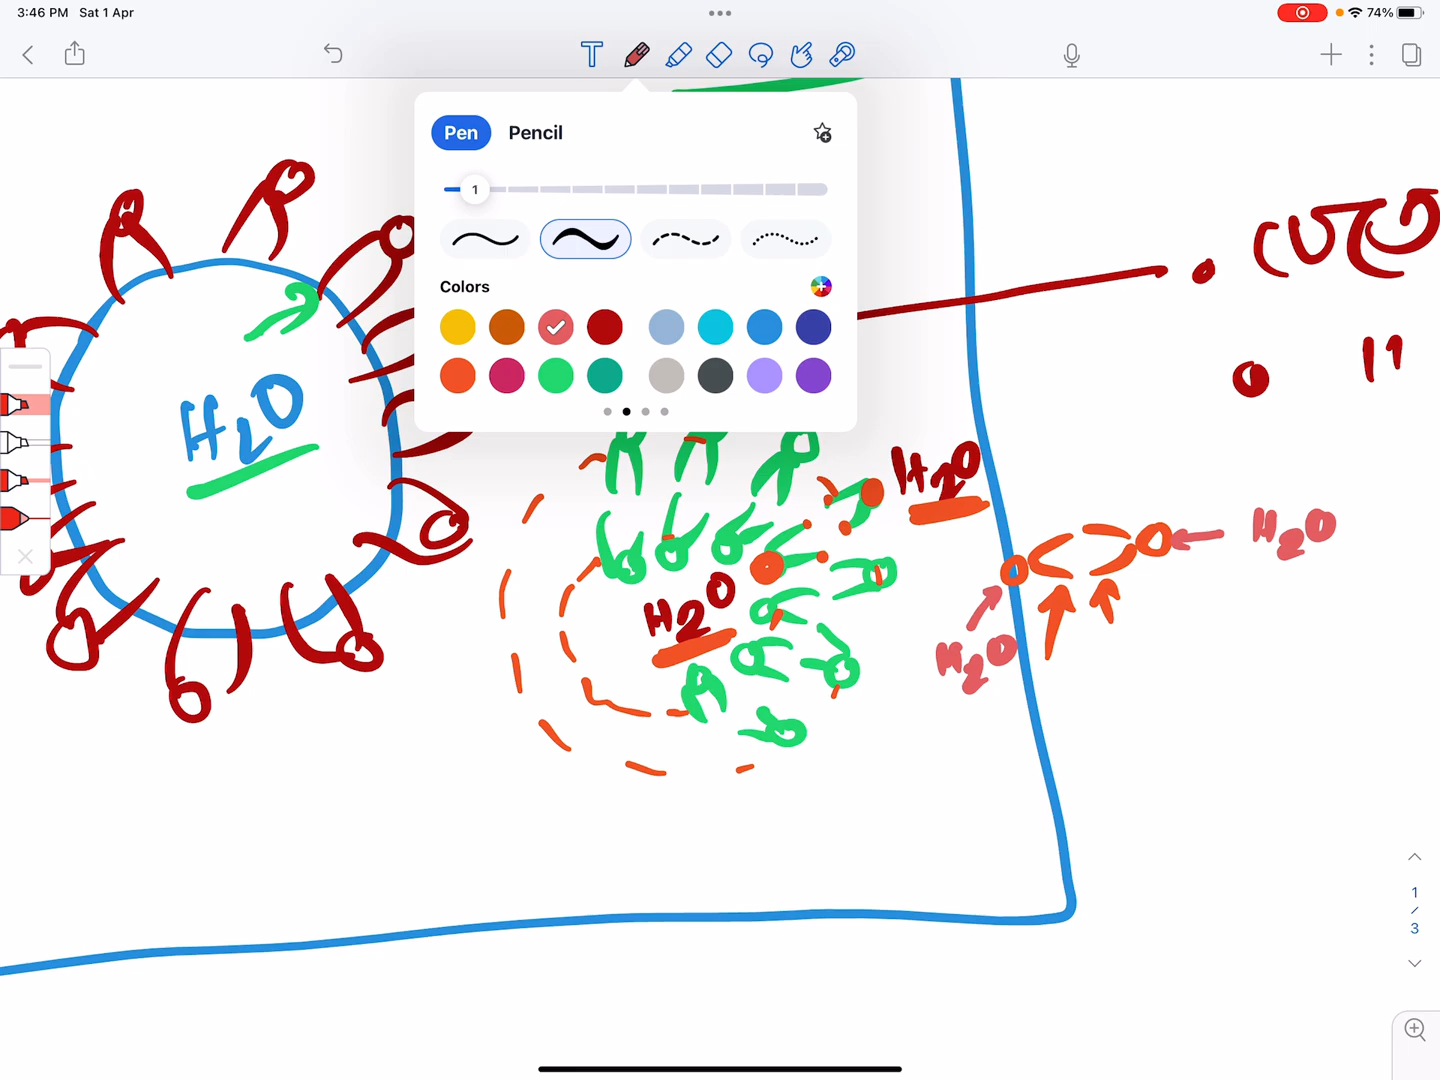 3:46 PM Sat 1 Apr
74%
T
Pen Pencil
1
Colors
H2O
H2O
H2O
H2O
H2O
1
/
3